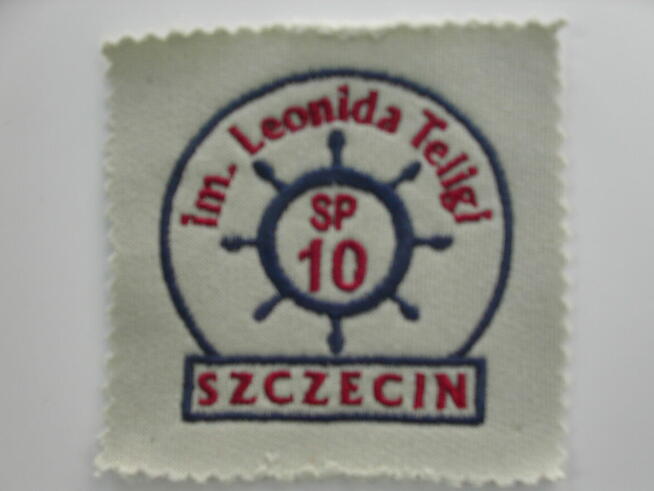 im. Leonida Teligi
SP
10
SZCZECIN